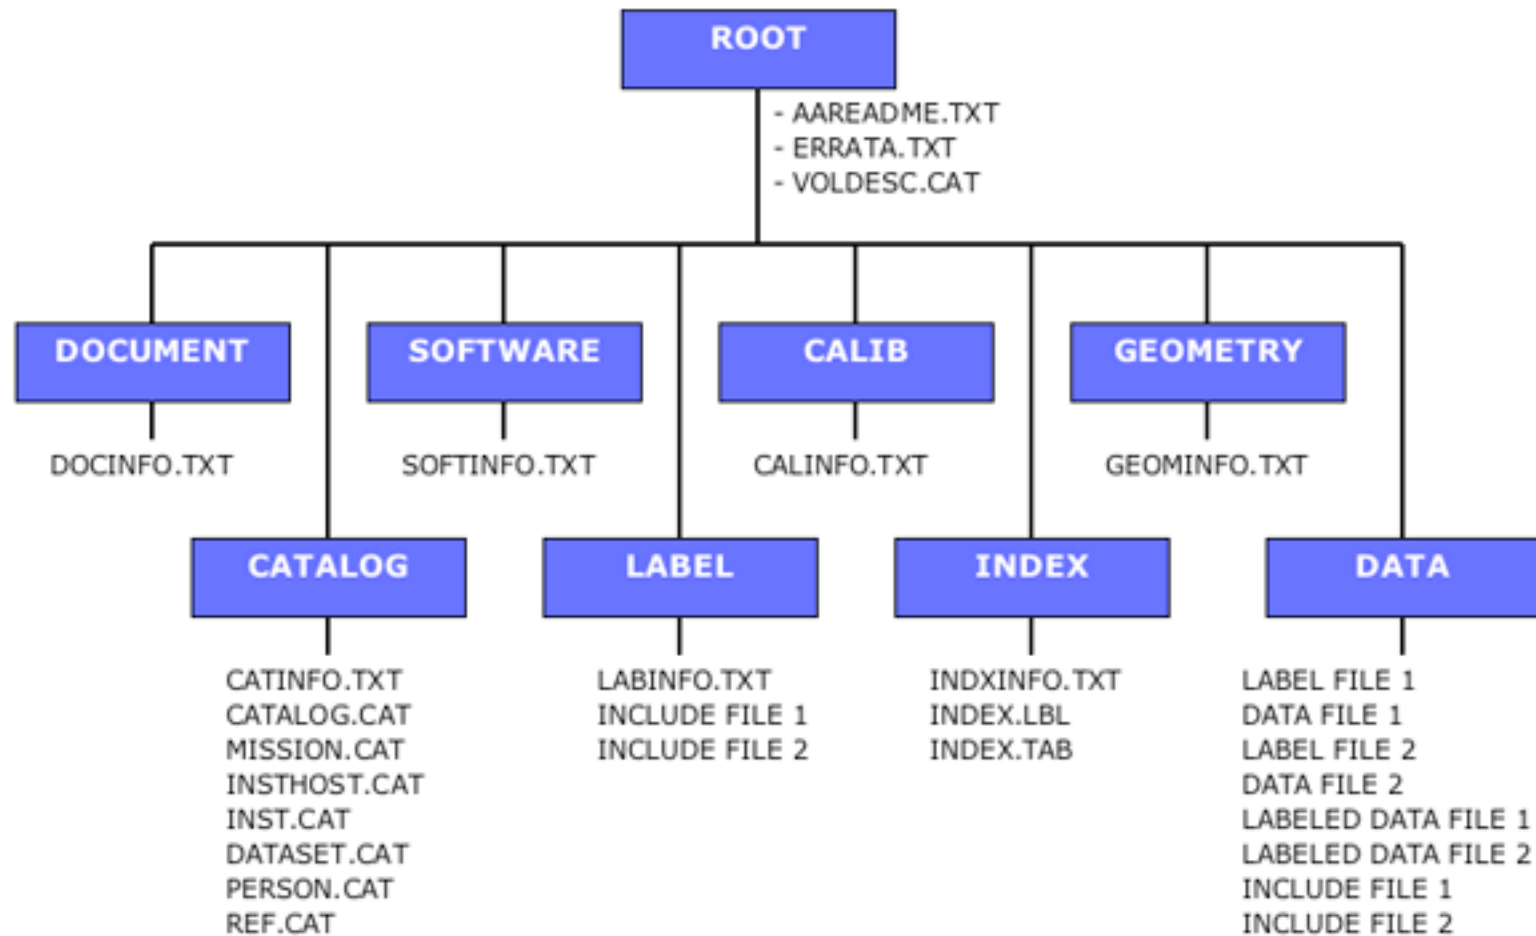 ROOT
- AAREADME.TXT
- ERRATA.TXT
- VOLDESC.CAT
DOCUMENT
DOCINFO.TXT
SOFTWARE
SOFTINFO.TXT
CALIB
CALINFO.TXT
GEOMETRY
GEOMINFO.TXT
CATALOG
CATINFO.TXT
CATALOG.CAT
MISSION.CAT
INSTHOST.CAT
INST.CAT
DATASET.CAT
PERSON.CAT
REF.CAT
LABEL
LABINFO.TXT
INCLUDE FILE 1
INCLUDE FILE 2
INDEX
INDXINFO.TXT
INDEX.LBL
INDEX.TAB
DATA
LABEL FILE 1
DATA FILE 1
LABEL FILE 2
DATA FILE 2
LABELED DATA FILE 1
LABELED DATA FILE 2
INCLUDE FILE 1
INCLUDE FILE 2